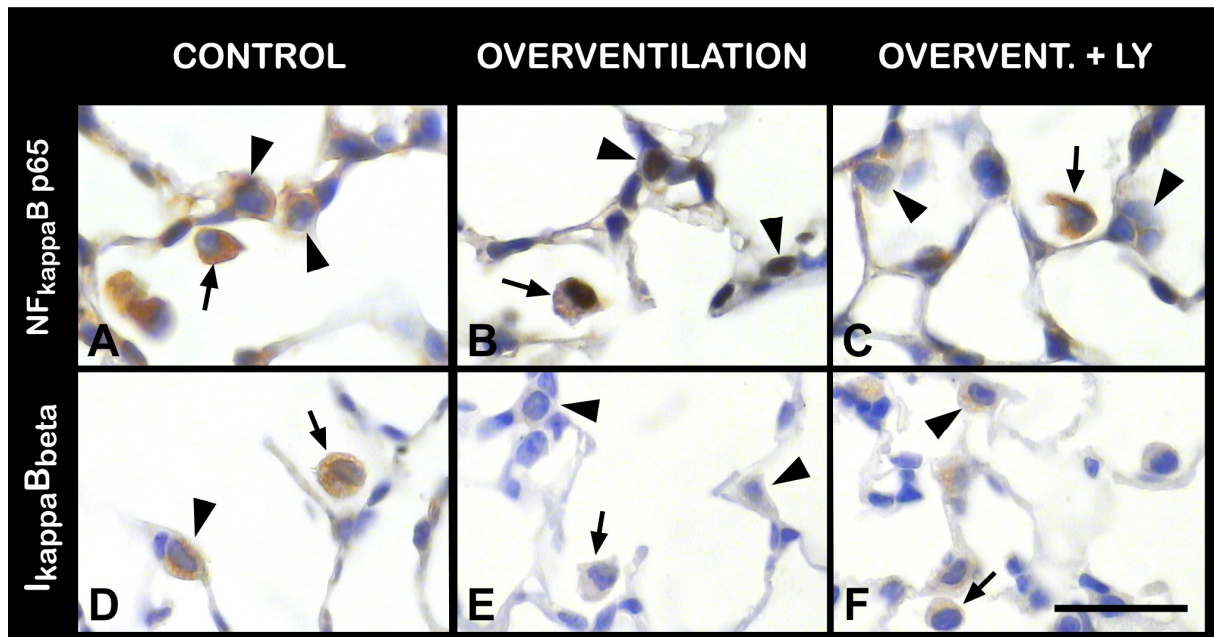 CONTROL
OVERVENTILATION
OVERVENT. + LY
NFkappaB p65
A
B
C
IkappaBbeta
D
E
F